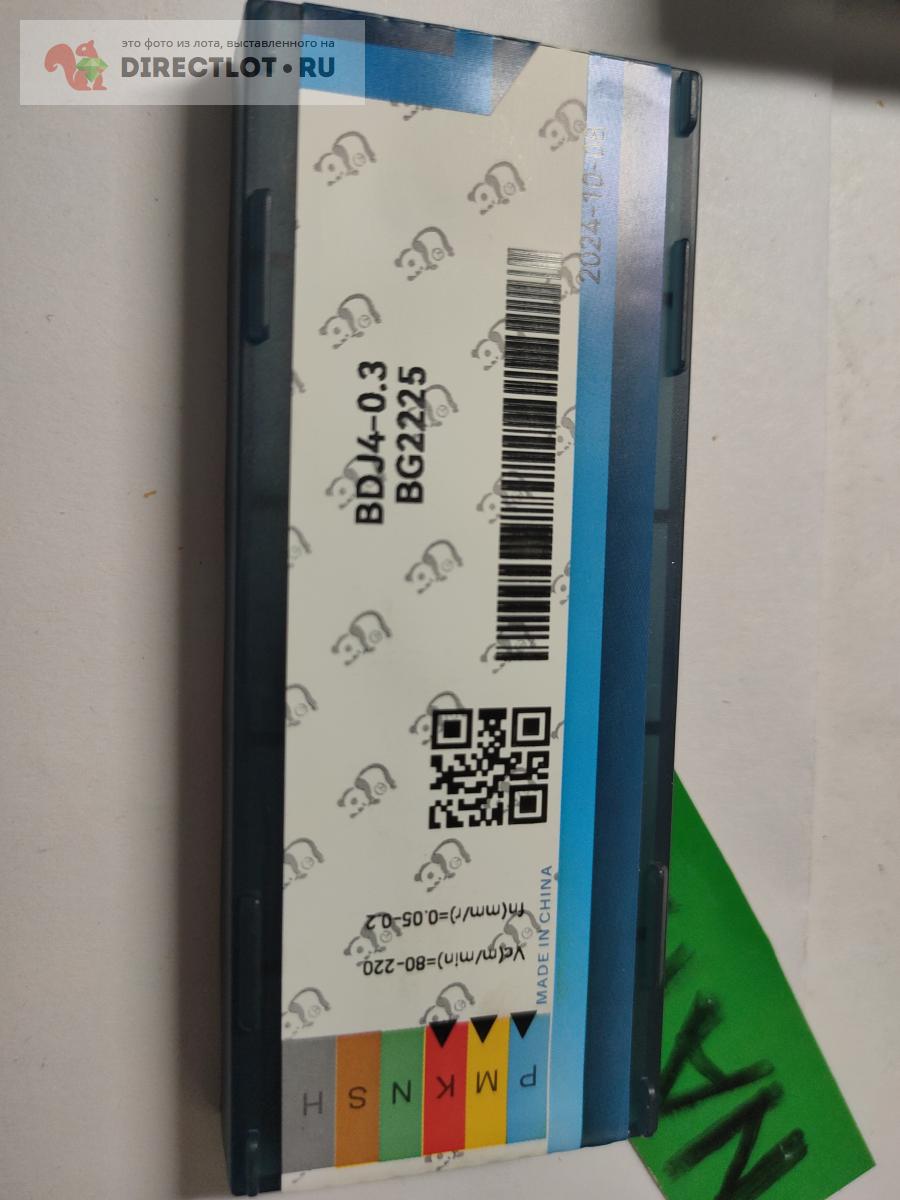 это фото из лота, выставленного на
DIRECTLOT.RU
2024-10-08
BDJ4-0.3
BG2225
MADE IN CHINA
fn(mm/r)=0.05-0.2
Vc(m/min)=80-220
P
M
K
N
S
H